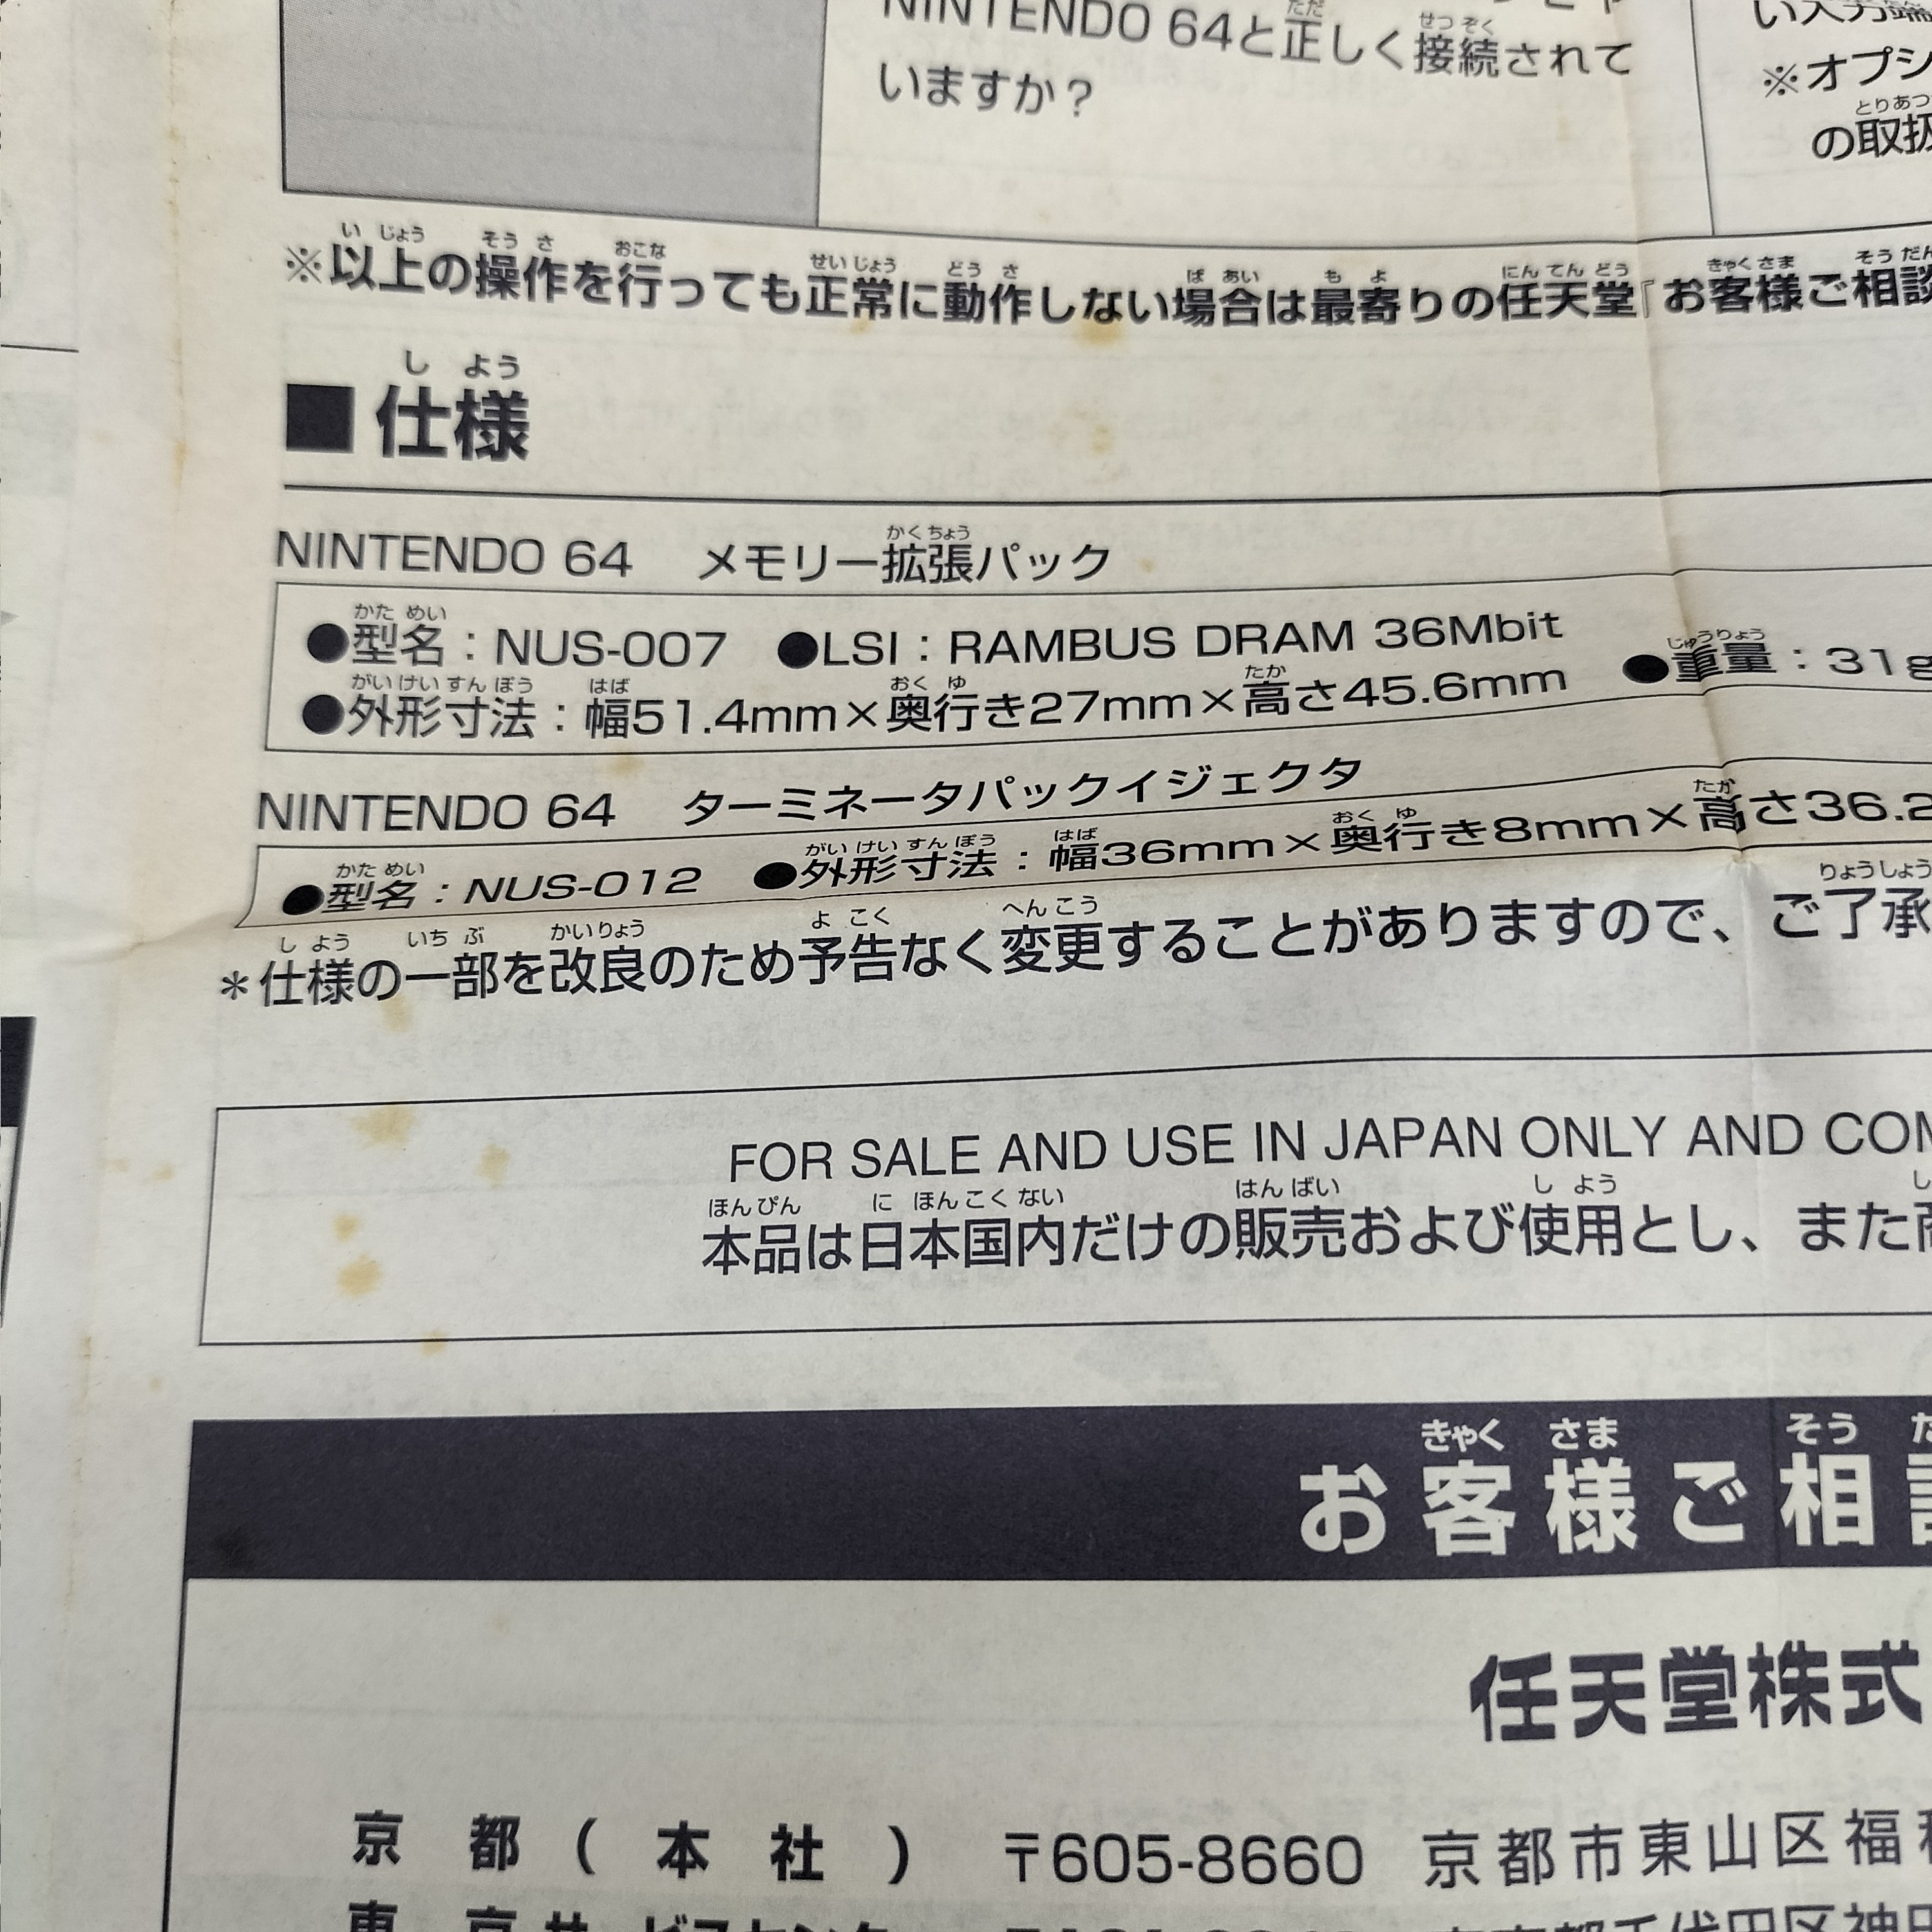 NINTENDO 64と正しく接続されて
いますか？
※オプシ
の取扱
※以上の操作を行っても正常に動作しない場合は最寄りの任天堂『お客様ご相談
■仕様
NINTENDO 64 メモリー拡張パック
●型名：NUS-007 ●LSI：RAMBUS DRAM 36Mbit
●外形寸法：幅51.4mm×奥行き27mm×高さ45.6mm ●重量：31g
NINTENDO 64 ターミネータパックイジェクタ
●型名：NUS-012 ●外形寸法：幅36mm×奥行き8mm×高さ36.2
＊仕様の一部を改良のため予告なく変更することがありますので、ご了承
FOR SALE AND USE IN JAPAN ONLY AND COM
本品は日本国内だけの販売および使用とし、また商
お客様ご相談
任天堂株式
京都(本社) 〒605-8660 京都市東山区福